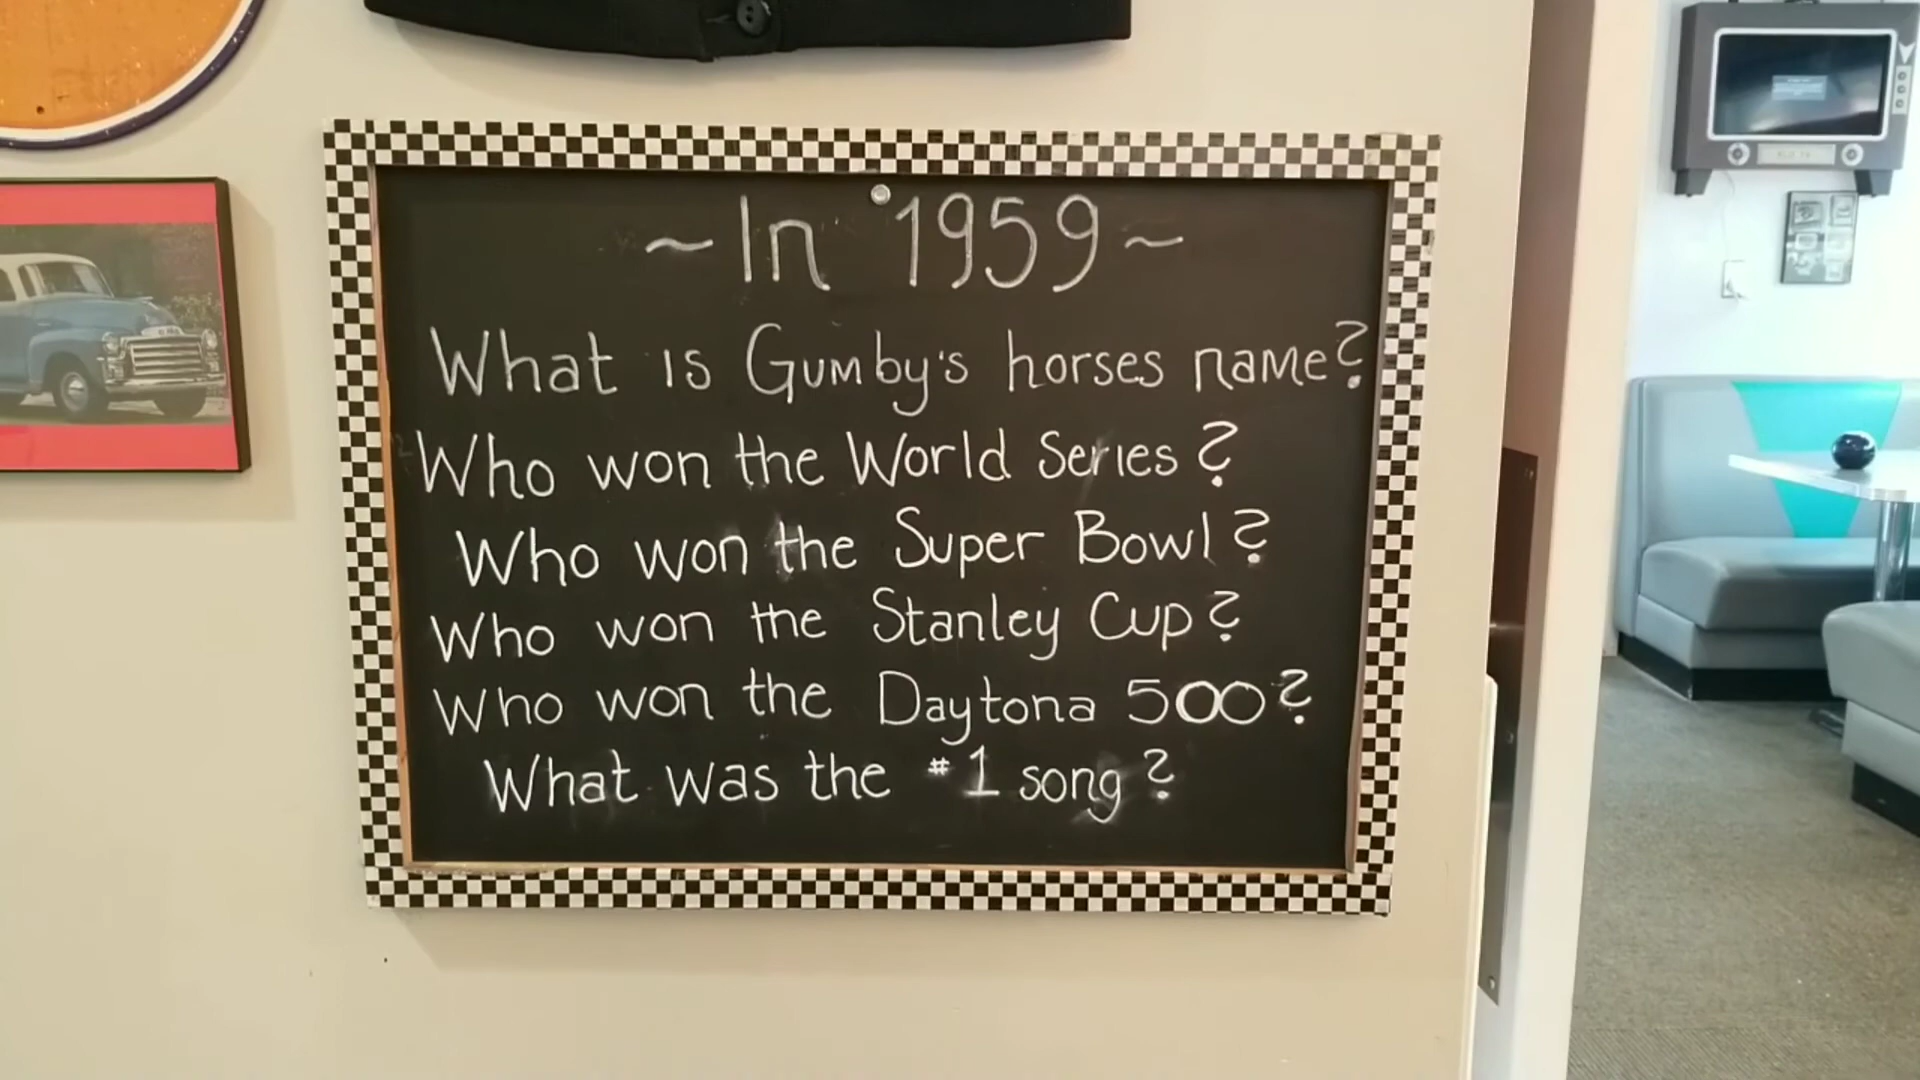 ~ In 1959 ~
What is Gumby's horses name?
Who won the World Series?
Who won the Super Bowl?
Who won the Stanley Cup?
Who won the Daytona 500?
What was the #1 song?